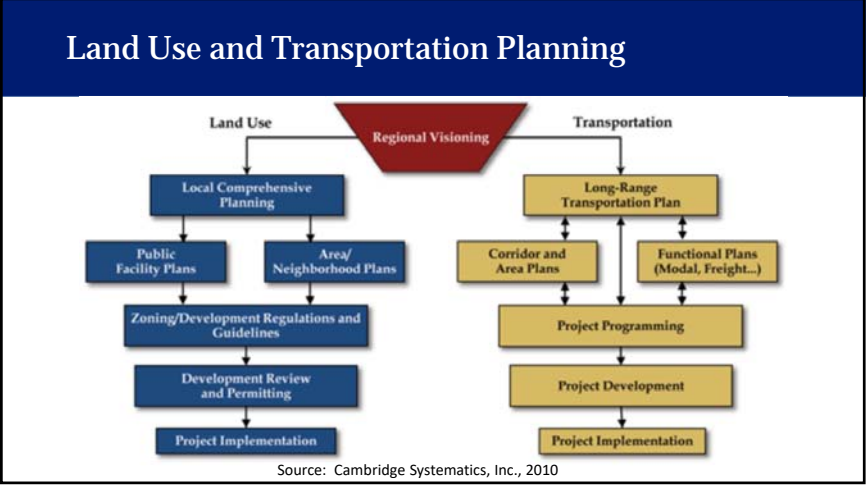 Land Use and Transportation Planning
Land Use
Regional Visioning
Transportation
Local Comprehensive
Planning
Long-Range
Transportation Plan
Public
Facility Plans
Area/
Neighborhood Plans
Corridor and
Area Plans
Functional Plans
(Modal, Freight...)
Zoning/Development Regulations and
Guidelines
Project Programming
Development Review
and Permitting
Project Development
Project Implementation
Project Implementation
Source: Cambridge Systematics, Inc., 2010